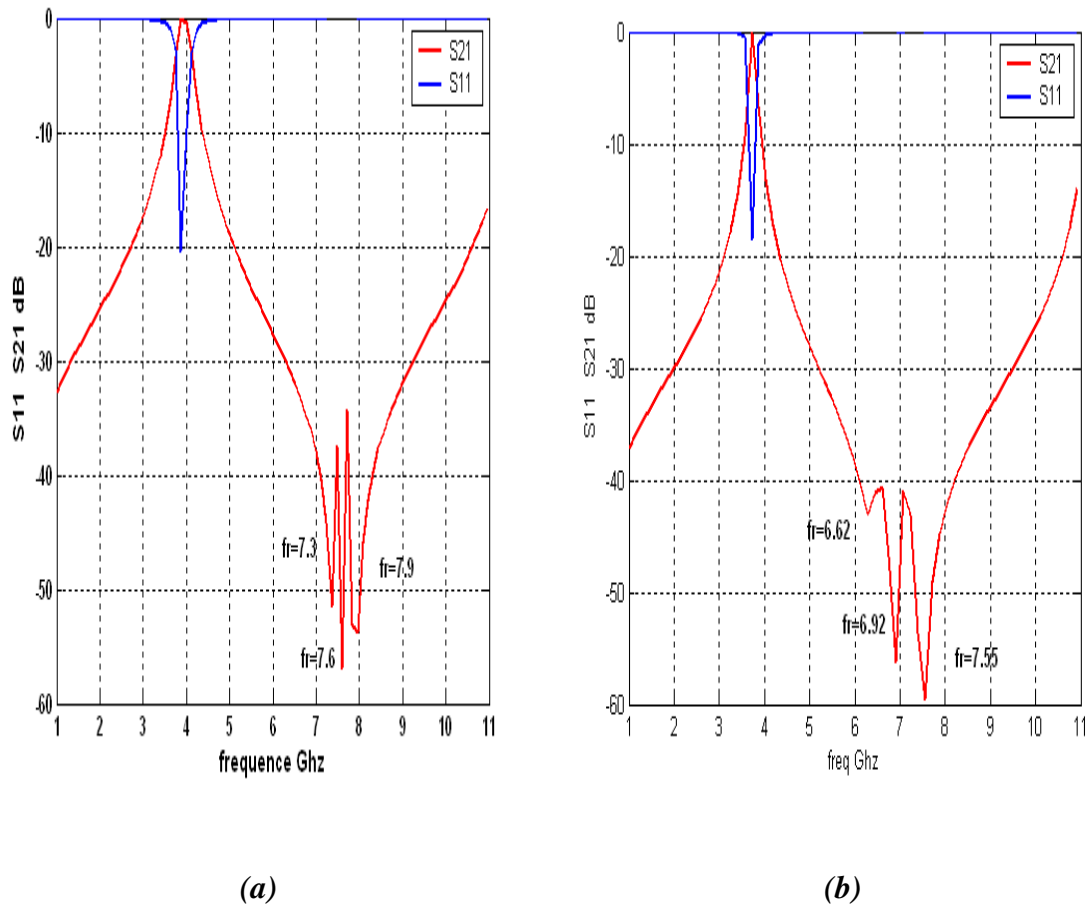 S21
S11
0
-10
-20
-30
-40
-50
-60
S11 S21 dB
fr=7.3
fr=7.9
fr=7.6
1 2 3 4 5 6 7 8 9 10 11
frequence Ghz
(a)
S21
S11
0
-10
-20
-30
-40
-50
-60
S11 S21 dB
fr=6.62
fr=6.92
fr=7.55
1 2 3 4 5 6 7 8 9 10 11
freq Ghz
(b)